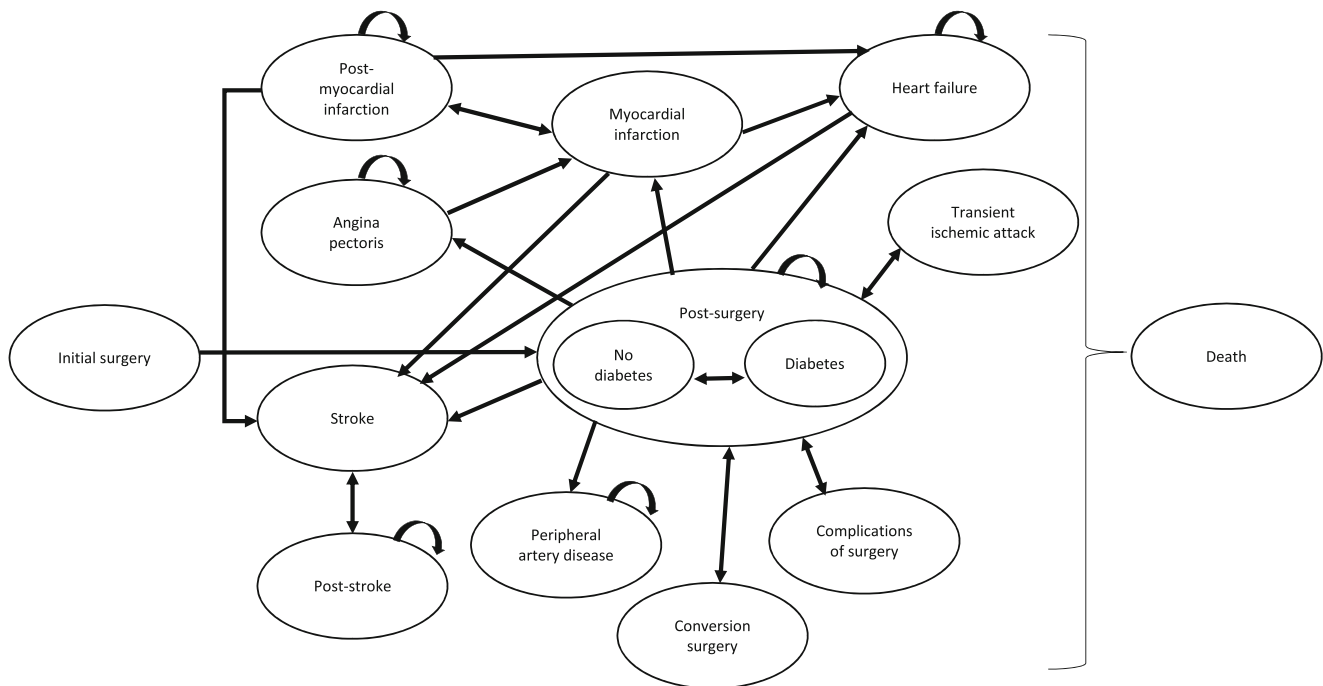 Post-
myocardial
infarction
Myocardial
infarction
Heart failure
Angina
pectoris
Transient
ischemic attack
Initial surgery
Post-surgery
No
diabetes
Diabetes
Death
Stroke
Peripheral
artery disease
Complications
of surgery
Post-stroke
Conversion
surgery